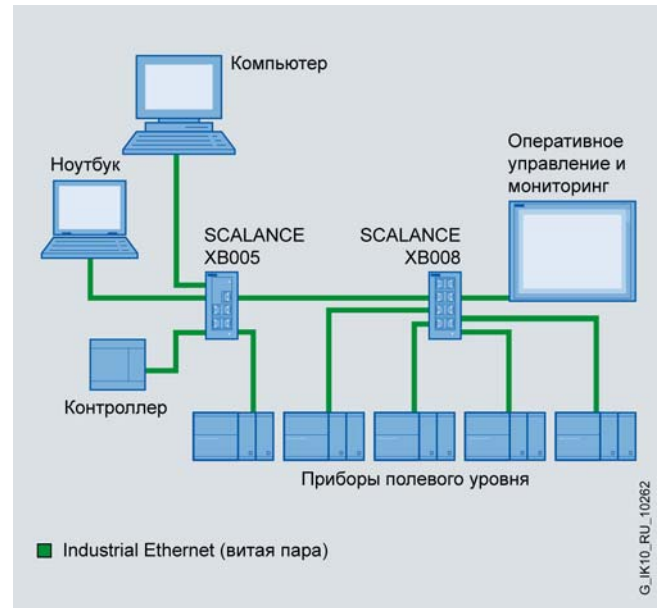 Компьютер
Ноутбук
Оперативное
управление и
мониторинг
SCALANCE
XB005
SCALANCE
XB008
Контроллер
Приборы полевого уровня
Industrial Ethernet (витая пара)
G_IK10_RU_10262